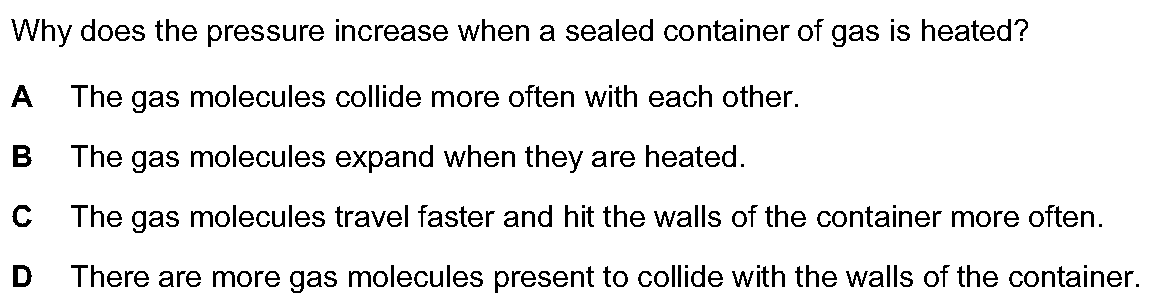 Why does the pressure increase when a sealed container of gas is heated?
A The gas molecules collide more often with each other.
B The gas molecules expand when they are heated.
C The gas molecules travel faster and hit the walls of the container more often.
D There are more gas molecules present to collide with the walls of the container.